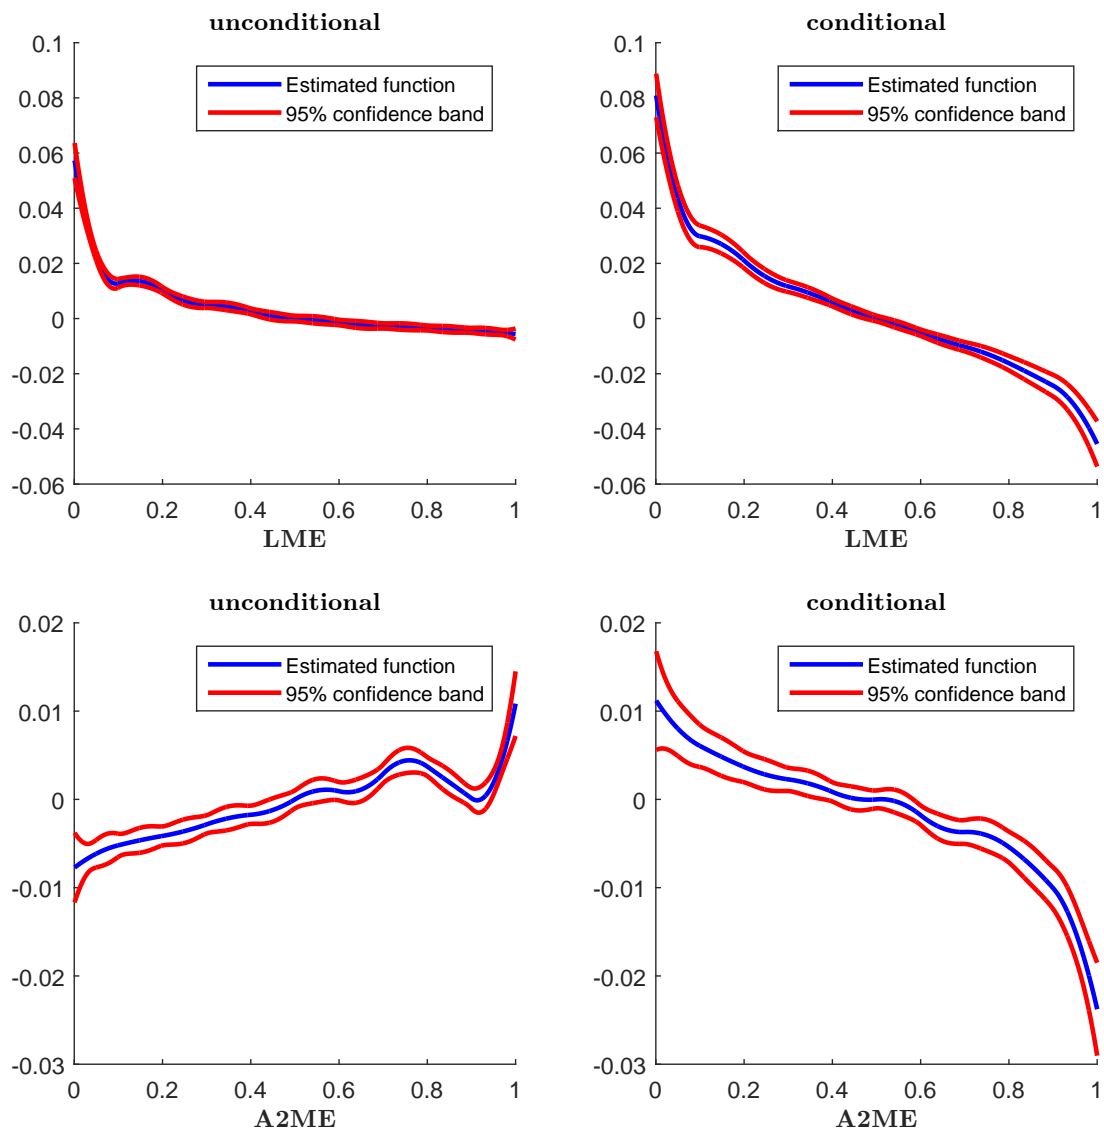 unconditional
0.1
0.08
0.06
0.04
0.02
0
-0.02
-0.04
-0.06
Estimated function
95% confidence band
0 0.2 0.4 0.6 0.8 1
LME
conditional
0.1
0.08
0.06
0.04
0.02
0
-0.02
-0.04
-0.06
Estimated function
95% confidence band
0 0.2 0.4 0.6 0.8 1
LME
unconditional
0.02
0.01
0
-0.01
-0.02
-0.03
Estimated function
95% confidence band
0 0.2 0.4 0.6 0.8 1
A2ME
conditional
0.02
0.01
0
-0.01
-0.02
-0.03
Estimated function
95% confidence band
0 0.2 0.4 0.6 0.8 1
A2ME